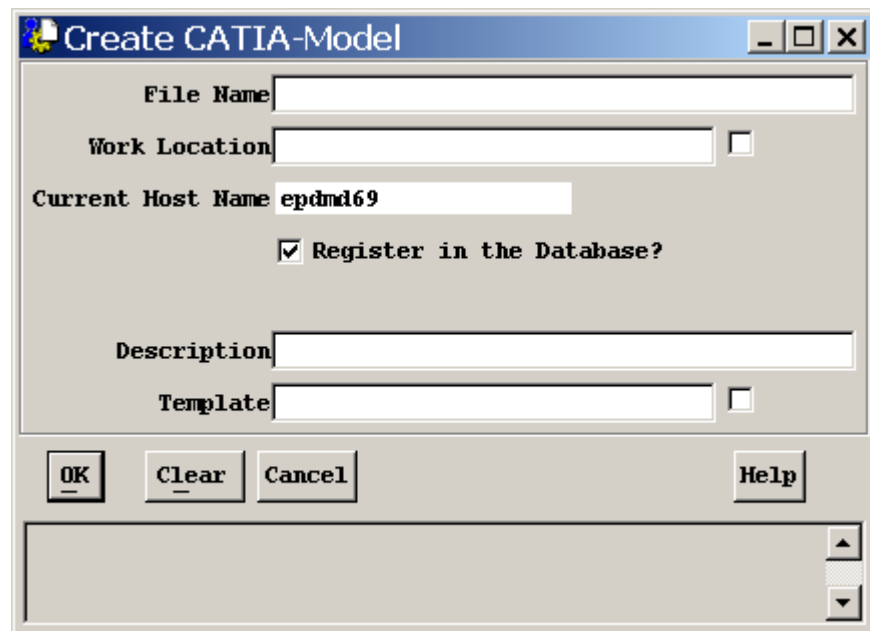 Create CATIA-Model
File Name
Work Location
Current Host Name epdmd69
Register in the Database?
Description
Template
OK Clear Cancel Help